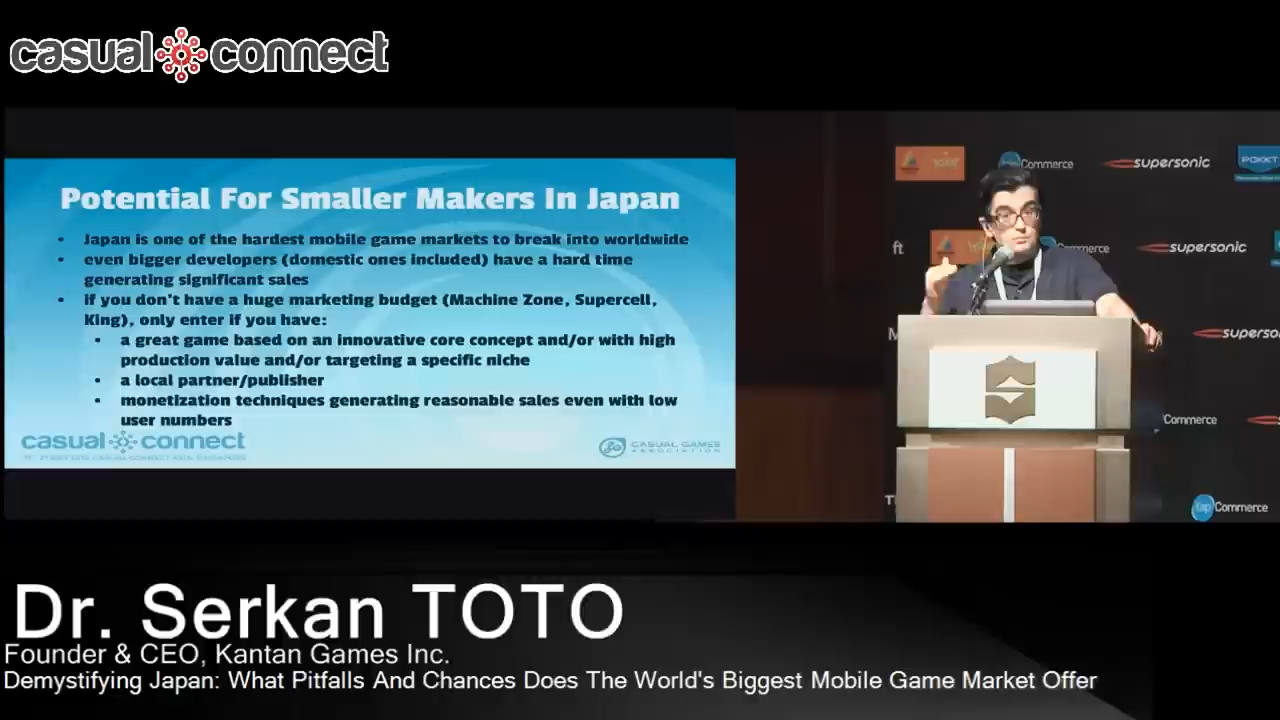 casual connect
Potential For Smaller Makers In Japan
• Japan is one of the hardest mobile game markets to break into worldwide
• even bigger developers (domestic ones included) have a hard time
generating significant sales
• if you don't have a huge marketing budget (Machine Zone, Supercell,
King), only enter if you have:
• a great game based on an innovative core concept and/or with high
production value and/or targeting a specific niche
• a local partner/publisher
• monetization techniques generating reasonable sales even with low
user numbers
casual connect
CASUAL GAMES
ASSOCIATION
Commerce
supersonic
POKKT
ft
Commerce
supersonic
superso
Commerce
Commerce
Dr. Serkan TOTO
Founder & CEO, Kantan Games Inc.
Demystifying Japan: What Pitfalls And Chances Does The World's Biggest Mobile Game Market Offer